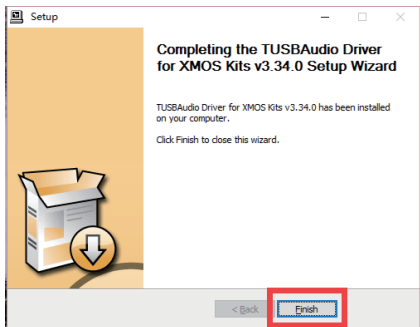 Setup
Completing the TUSBAudio Driver
for XMOS Kits v3.34.0 Setup Wizard
TUSBAudio Driver for XMOS Kits v3.34.0 has been installed
on your computer.
Click Finish to close this wizard.
< Back
Finish